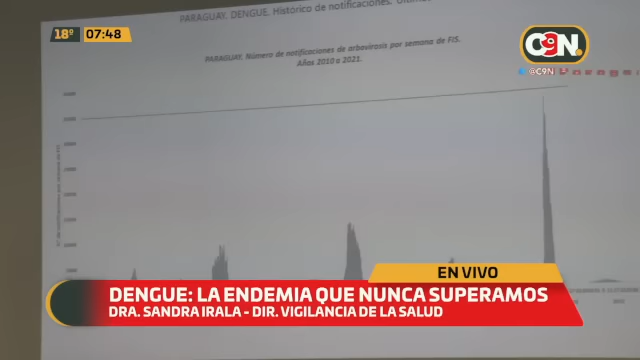 PARAGUAY. DENGUE. Histórico de notificaciones.
18°
07:48
C9N.
PARAGUAY. Número de notificaciones de arbovirosis por semana de FIS.
Años 2010 a 2021.
@C9N
EN VIVO
DENGUE: LA ENDEMIA QUE NUNCA SUPERAMOS
DRA. SANDRA IRALA - DIR. VIGILANCIA DE LA SALUD